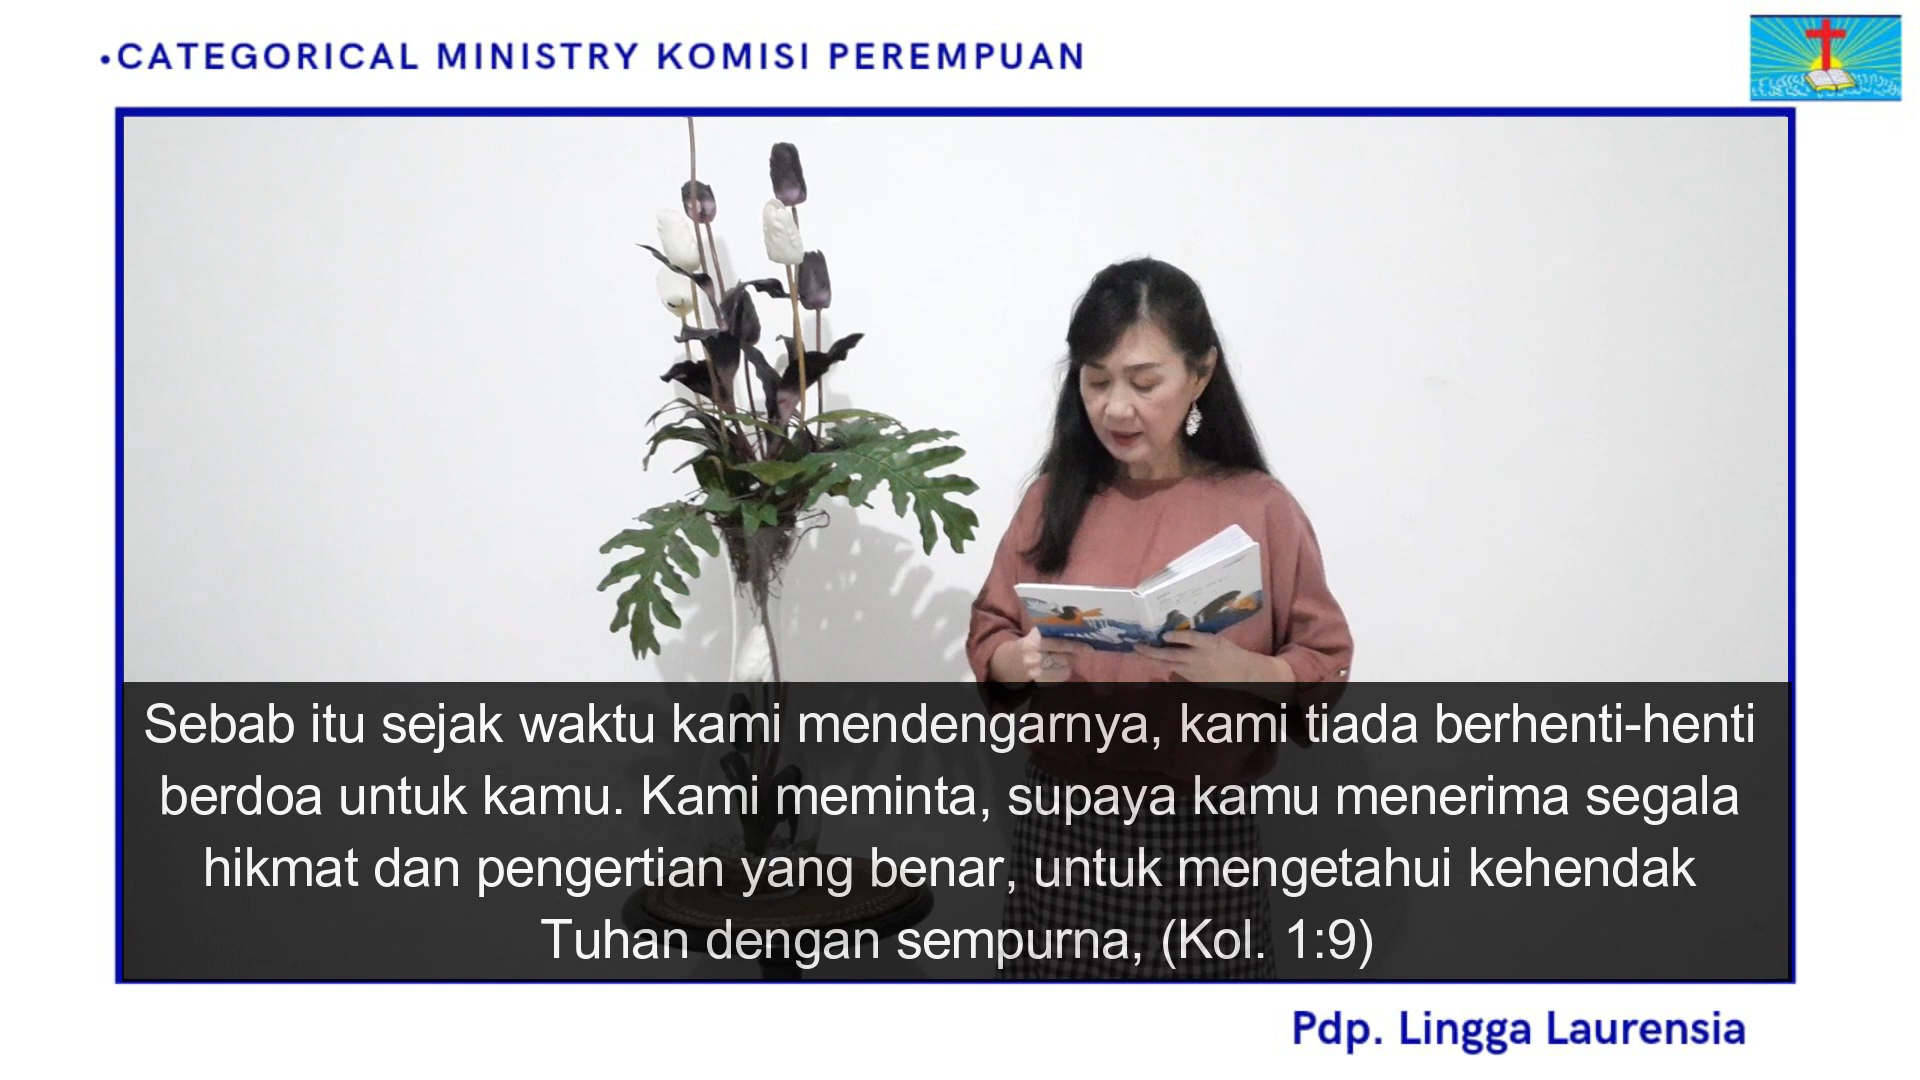 •CATEGORICAL MINISTRY KOMISI PEREMPUAN
Sebab itu sejak waktu kami mendengarnya, kami tiada berhenti-henti
berdoa untuk kamu. Kami meminta, supaya kamu menerima segala
hikmat dan pengertian yang benar, untuk mengetahui kehendak
Tuhan dengan sempurna, (Kol. 1:9)
Pdp. Lingga Laurensia